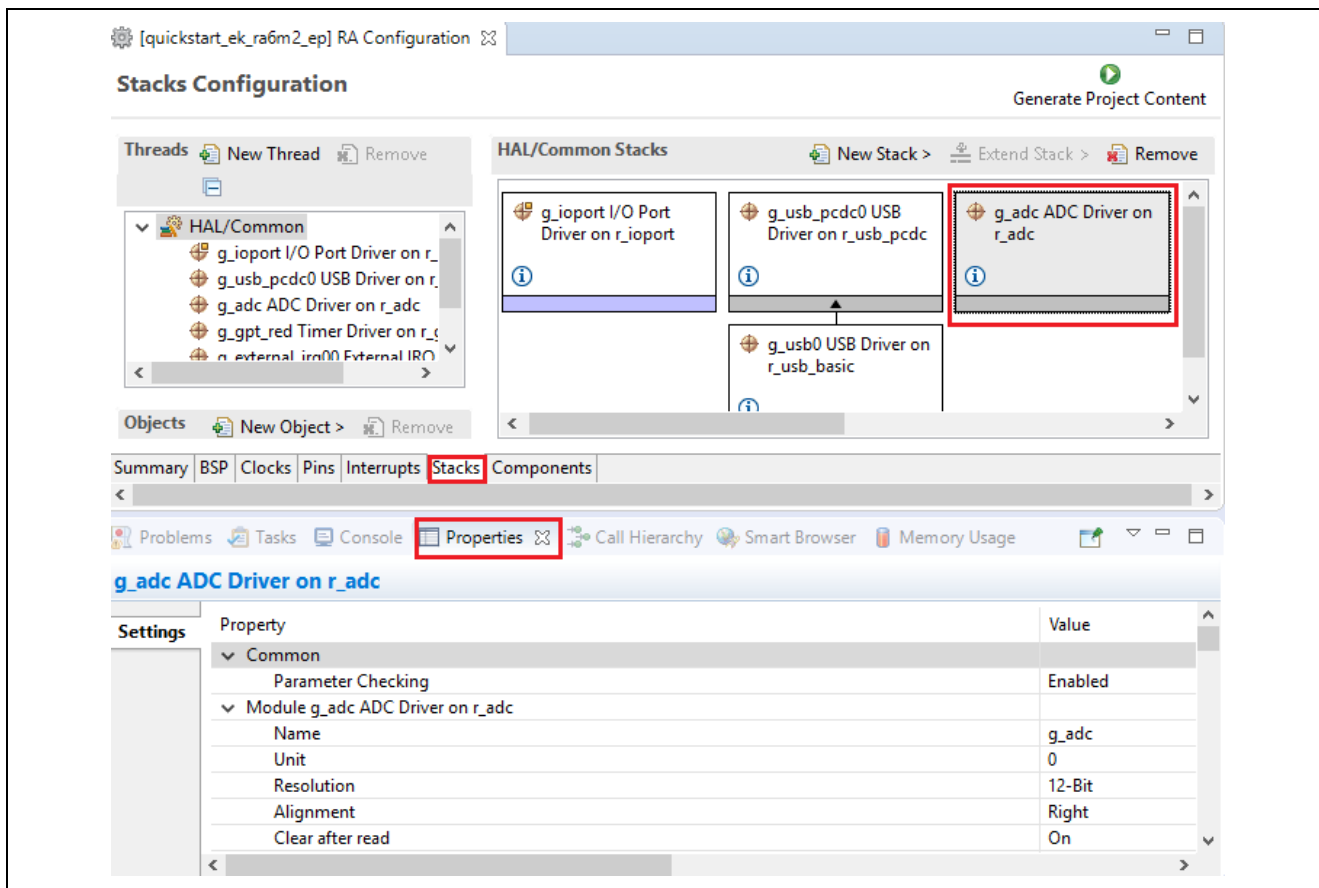 [quickstart_ek_ra6m2_ep] RA Configuration
Stacks Configuration
Generate Project Content
Threads New Thread Remove
HAL/Common Stacks New Stack > Extend Stack > Remove
HAL/Common
g_ioport I/O Port Driver on r_
g_usb_pcdc0 USB Driver on r_
g_adc ADC Driver on r_adc
g_gpt_red Timer Driver on r_g
g_external_irq00 External IRQ
g_ioport I/O Port
Driver on r_ioport
g_usb_pcdc0 USB
Driver on r_usb_pcdc
g_adc ADC Driver on
r_adc
g_usb0 USB Driver on
r_usb_basic
Objects New Object > Remove
Summary BSP Clocks Pins Interrupts Stacks Components
Problems Tasks Console Properties Call Hierarchy Smart Browser Memory Usage
g_adc ADC Driver on r_adc
Settings
Property Value
Common
Parameter Checking Enabled
Module g_adc ADC Driver on r_adc
Name g_adc
Unit 0
Resolution 12-Bit
Alignment Right
Clear after read On